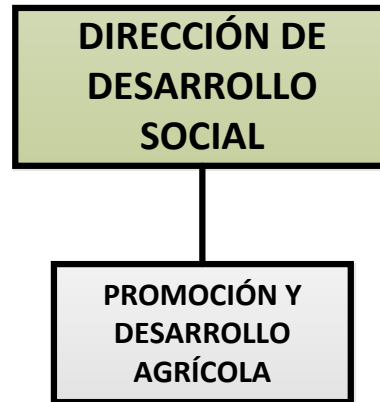 DIRECCIÓN DE
DESARROLLO
SOCIAL
PROMOCIÓN Y
DESARROLLO
AGRÍCOLA